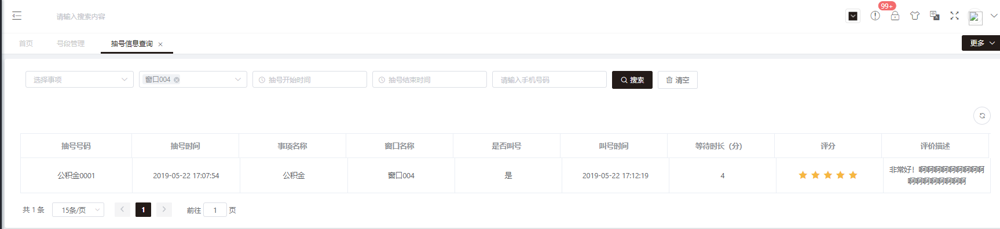 请输入搜索内容
99+
首页 号段管理 抽号信息查询 更多
选择事项 窗口004 抽号开始时间 抽号结束时间 请输入手机号码 搜索 清空
抽号号码 抽号时间 事项名称 窗口名称 是否叫号 叫号时间 等待时长（分） 评分 评价描述
公积金0001 2019-05-22 17:07:54 公积金 窗口004 是 2019-05-22 17:12:19 4 非常好！啊啊啊啊啊啊啊啊啊
啊啊啊啊啊啊啊啊
共 1 条 15条/页 1 前往 1 页